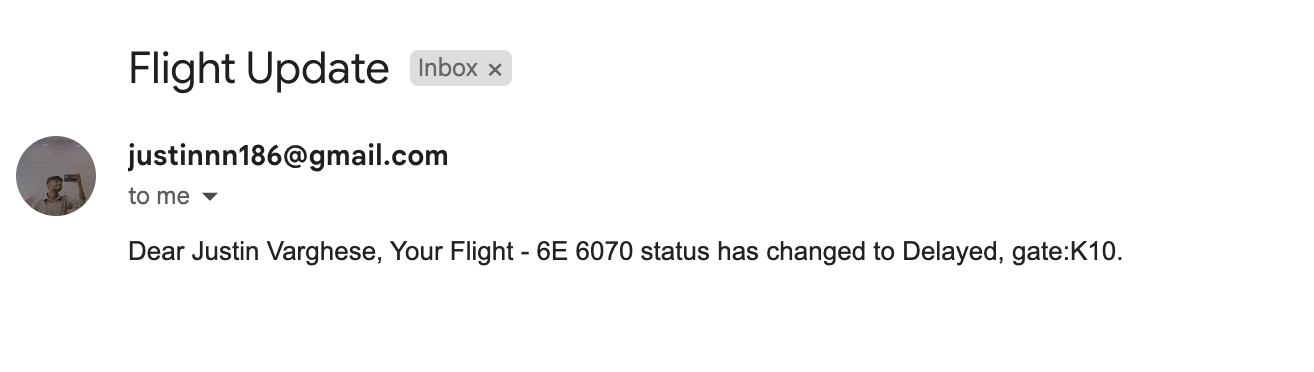 Flight Update Inbox ×
justinnn186@gmail.com
to me
Dear Justin Varghese, Your Flight - 6E 6070 status has changed to Delayed, gate:K10.